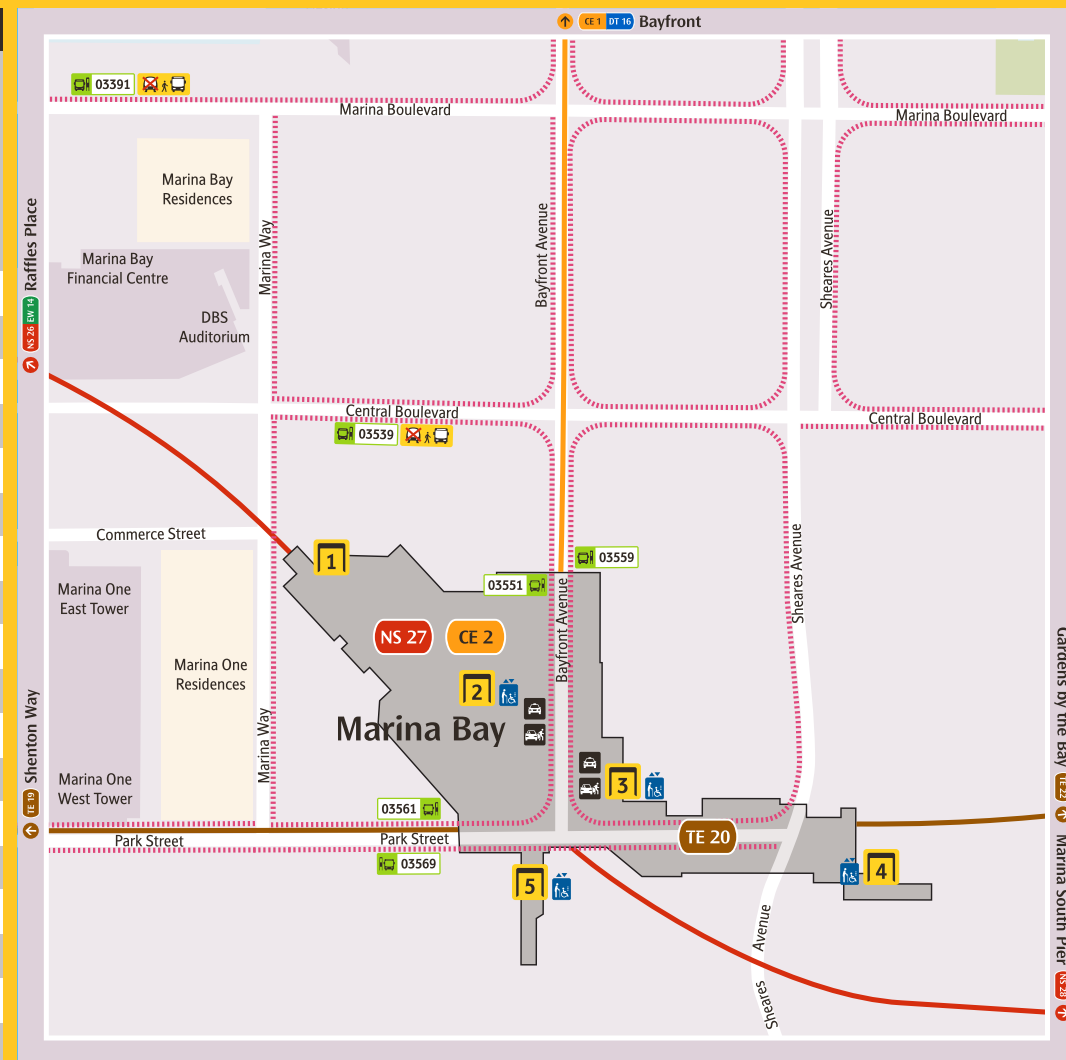 CE 1 DT 16 Bayfront
03391
Marina Boulevard
Marina Boulevard
Marina Bay
Residences
Raffles Place
NS 26 EW 14
Marina Way
Bayfront Avenue
Sheares Avenue
Marina Bay
Financial Centre
DBS
Auditorium
Central Boulevard
Central Boulevard
03539
Commerce Street
1
03559
03551
Sheares Avenue
Marina One
East Tower
Bayfront Avenue
NS 27
CE 2
Marina One
Residences
2
Marina Bay
Shenton Way
TE 19
Marina Way
Marina One
West Tower
3
Gardens by the Bay
TE 22
03561
Park Street
Park Street
TE 20
03569
5
4
Marina South Pier
NS 28
Sheares Avenue